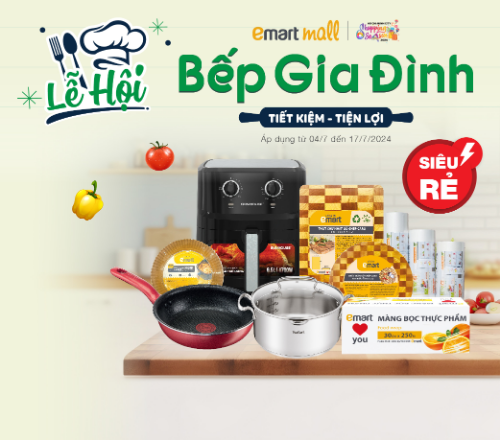 emart mall
Lễ Hội
Bếp Gia Đình
TIẾT KIỆM - TIỆN LỢI
Áp dụng từ 04/7 đến 17/7/2024
SIÊU
RẺ
emart
emart
emart
MÀNG BỌC THỰC PHẨM
you
Tefal